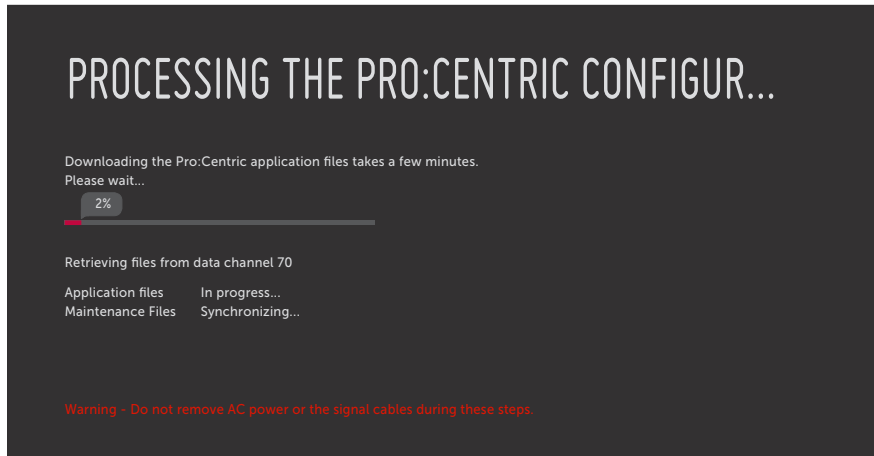 PROCESSING THE PRO:CENTRIC CONFIGUR...
Downloading the Pro:Centric application files takes a few minutes.
Please wait...
2%
Retrieving files from data channel 70
Application files In progress...
Maintenance Files Synchronizing...
Warning - Do not remove AC power or the signal cables during these steps.